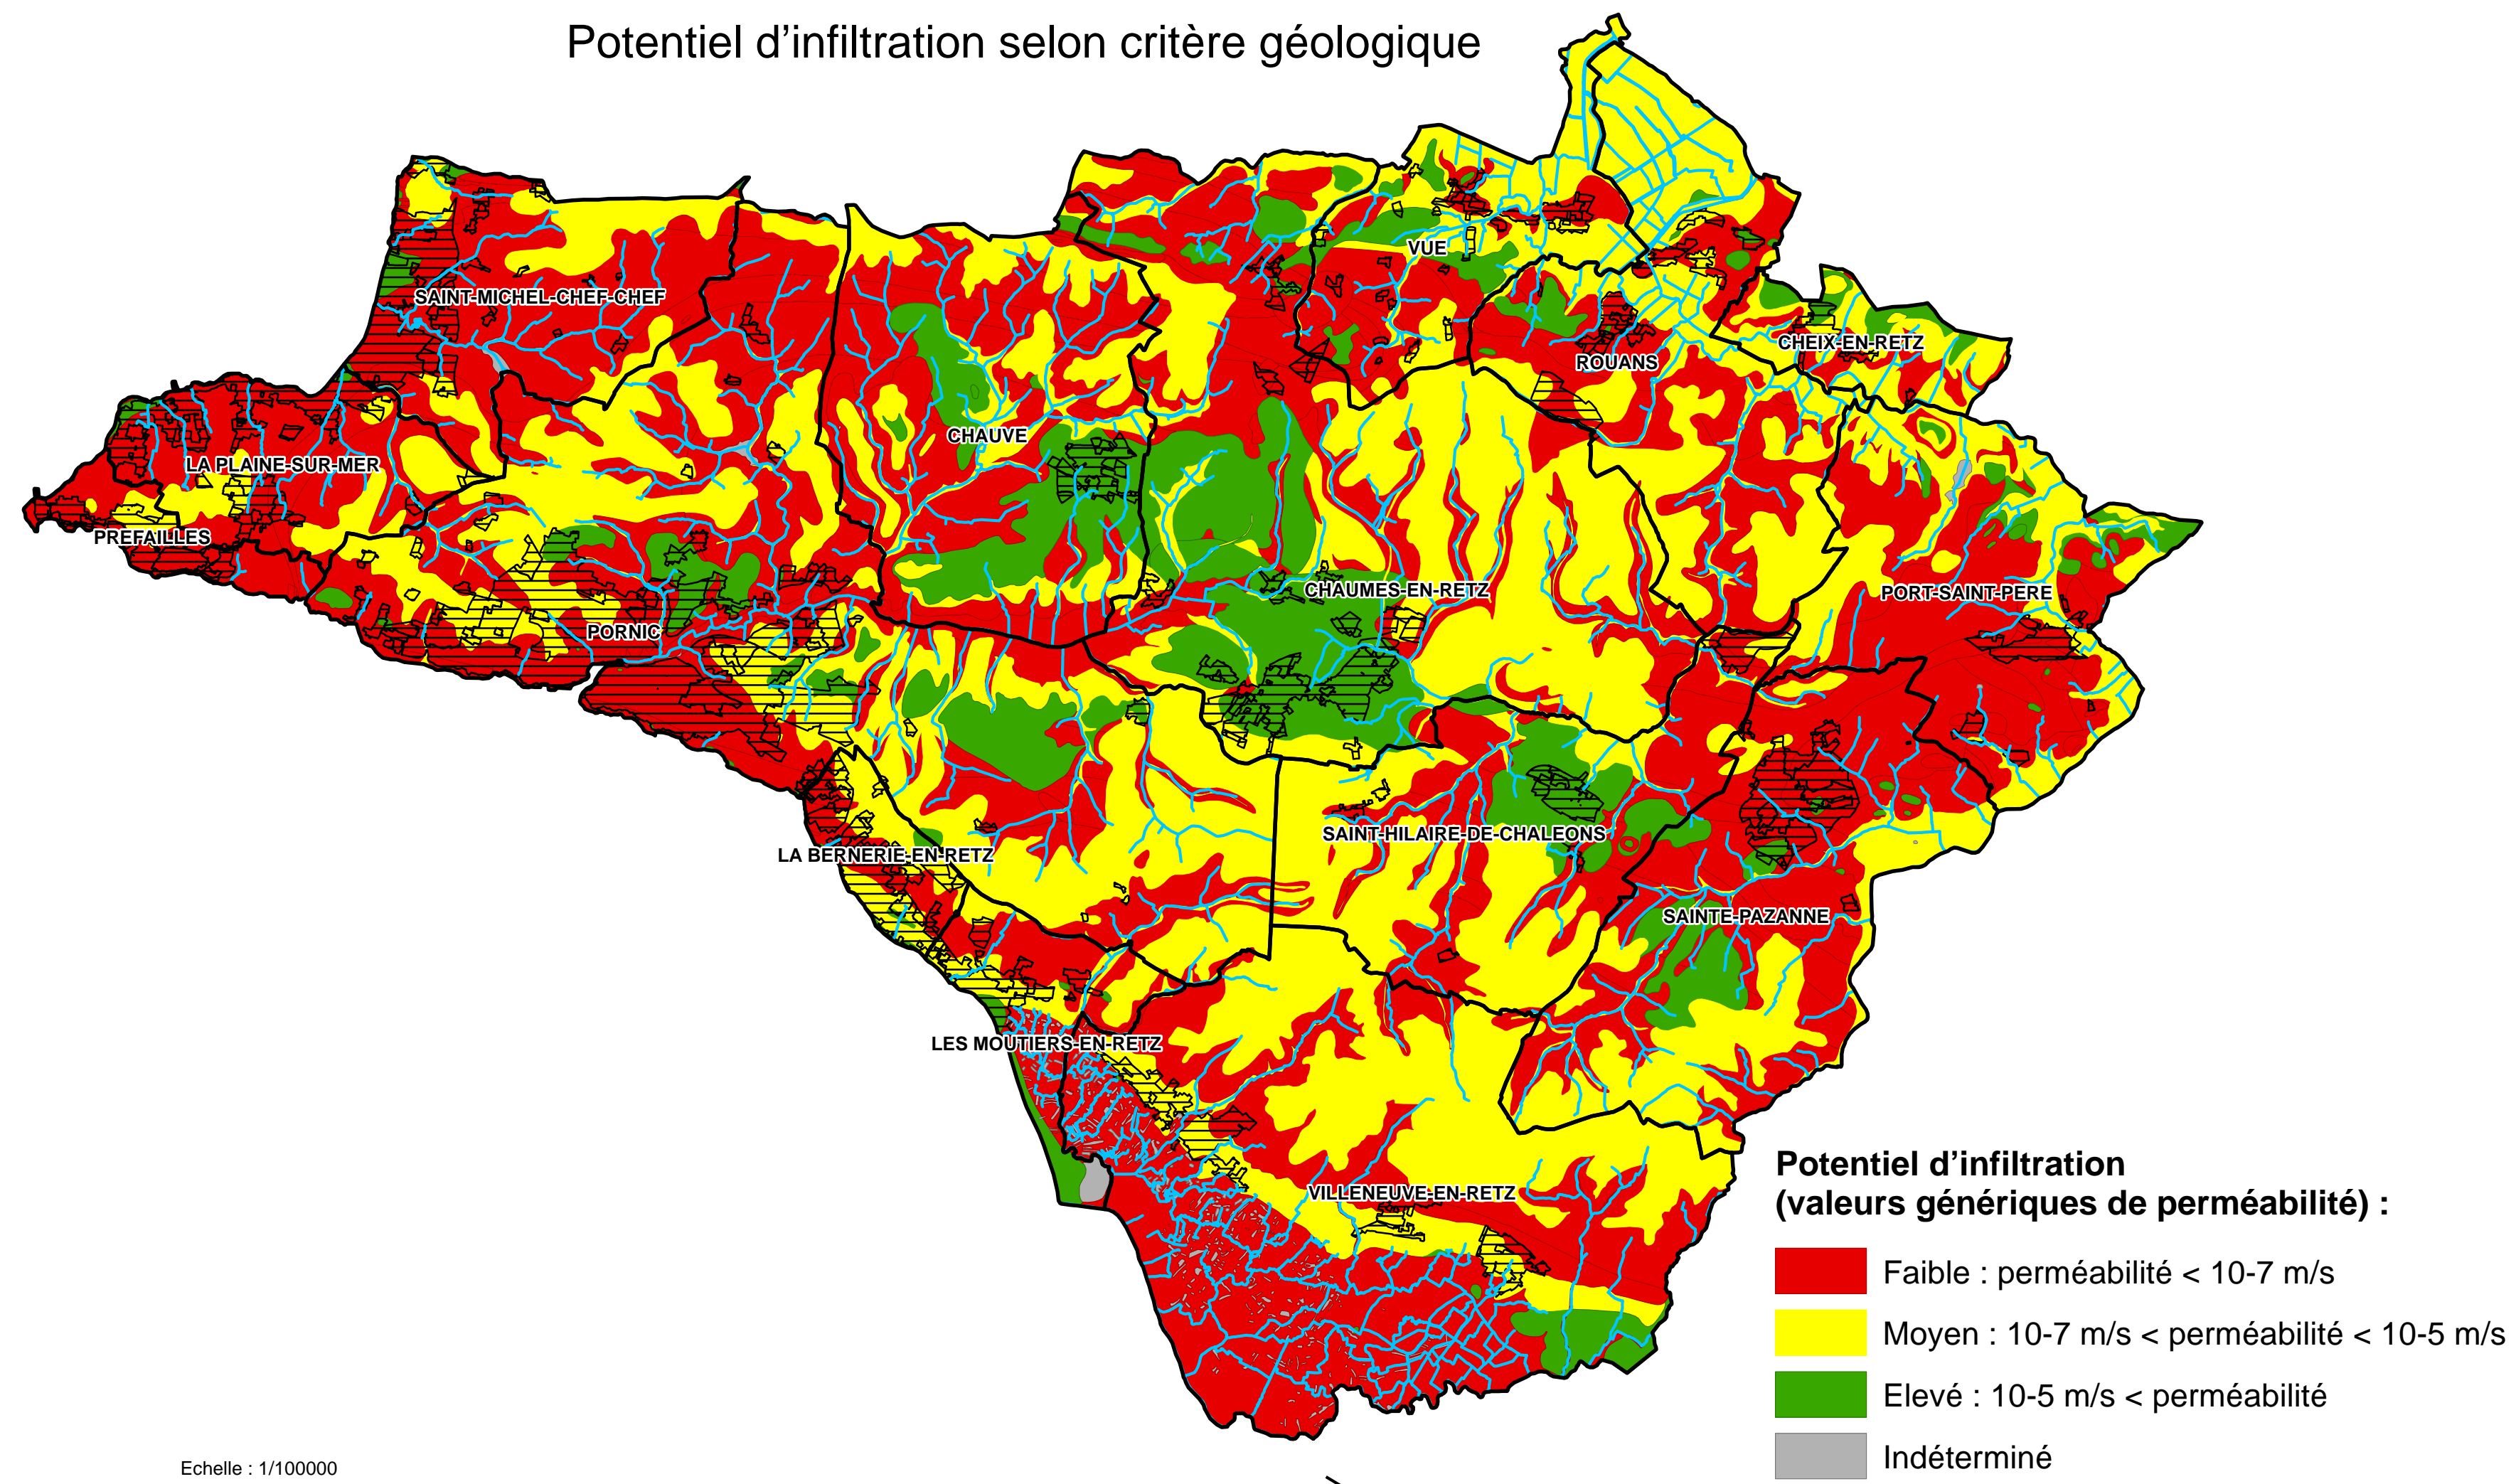 Potentiel d'infiltration selon critère géologique
VUE
SAINT-MICHEL-CHEF-CHEF
CHEIX-EN-RETZ
ROUANS
CHAUVE
LA PLAINE-SUR-MER
PREFAILLES
CHAUMES-EN-RETZ
PORT-SAINT-PERE
PORNIC
SAINT-HILAIRE-DE-CHALEONS
LA BERNERIE-EN-RETZ
SAINTE-PAZANNE
LES MOUTIERS-EN-RETZ
VILLENEUVE-EN-RETZ
Potentiel d'infiltration
(valeurs génériques de perméabilité) :
Faible : perméabilité < 10-7 m/s
Moyen : 10-7 m/s < perméabilité < 10-5 m/s
Elevé : 10-5 m/s < perméabilité
Indéterminé
Echelle : 1/100000